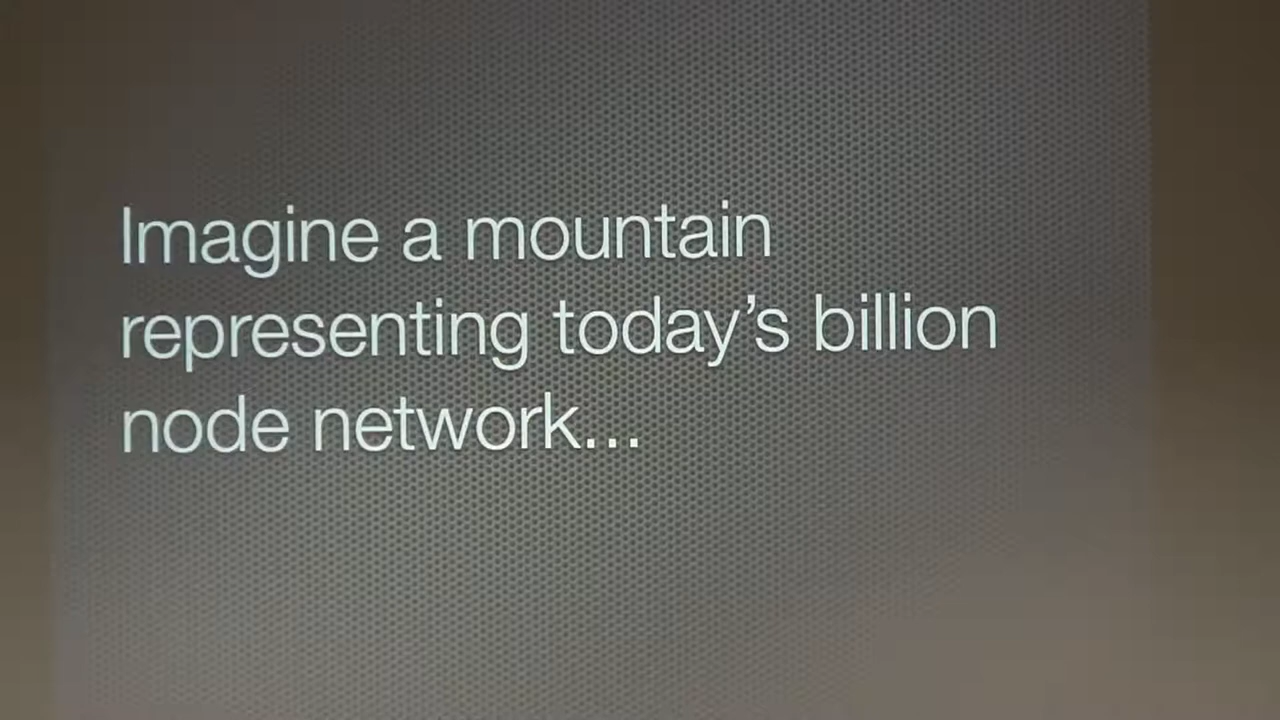 Imagine a mountain
representing today’s billion
node network...